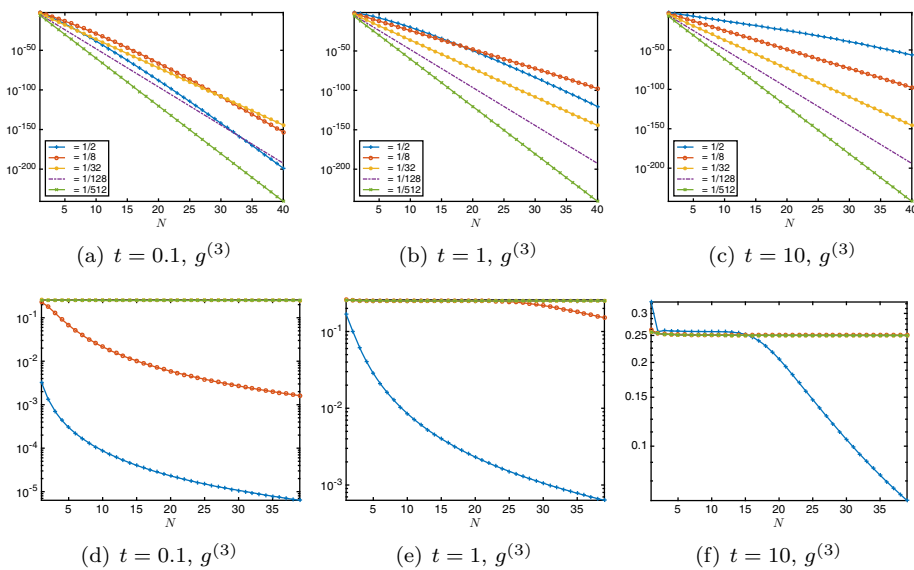 10^{-50}
10^{-100}
10^{-150}
10^{-200}
= 1/2
= 1/8
= 1/32
= 1/128
= 1/512
5 10 15 20 25 30 35 40
N
(a) t = 0.1, g^{(3)}
10^{-50}
10^{-100}
10^{-150}
10^{-200}
= 1/2
= 1/8
= 1/32
= 1/128
= 1/512
5 10 15 20 25 30 35 40
N
(b) t = 1, g^{(3)}
10^{-50}
10^{-100}
10^{-150}
10^{-200}
= 1/2
= 1/8
= 1/32
= 1/128
= 1/512
5 10 15 20 25 30 35 40
N
(c) t = 10, g^{(3)}
10^{-1}
10^{-2}
10^{-3}
10^{-4}
10^{-5}
5 10 15 20 25 30 35
N
(d) t = 0.1, g^{(3)}
10^{-1}
10^{-2}
10^{-3}
5 10 15 20 25 30 35
N
(e) t = 1, g^{(3)}
0.3
0.25
0.2
0.15
0.1
5 10 15 20 25 30 35
N
(f) t = 10, g^{(3)}